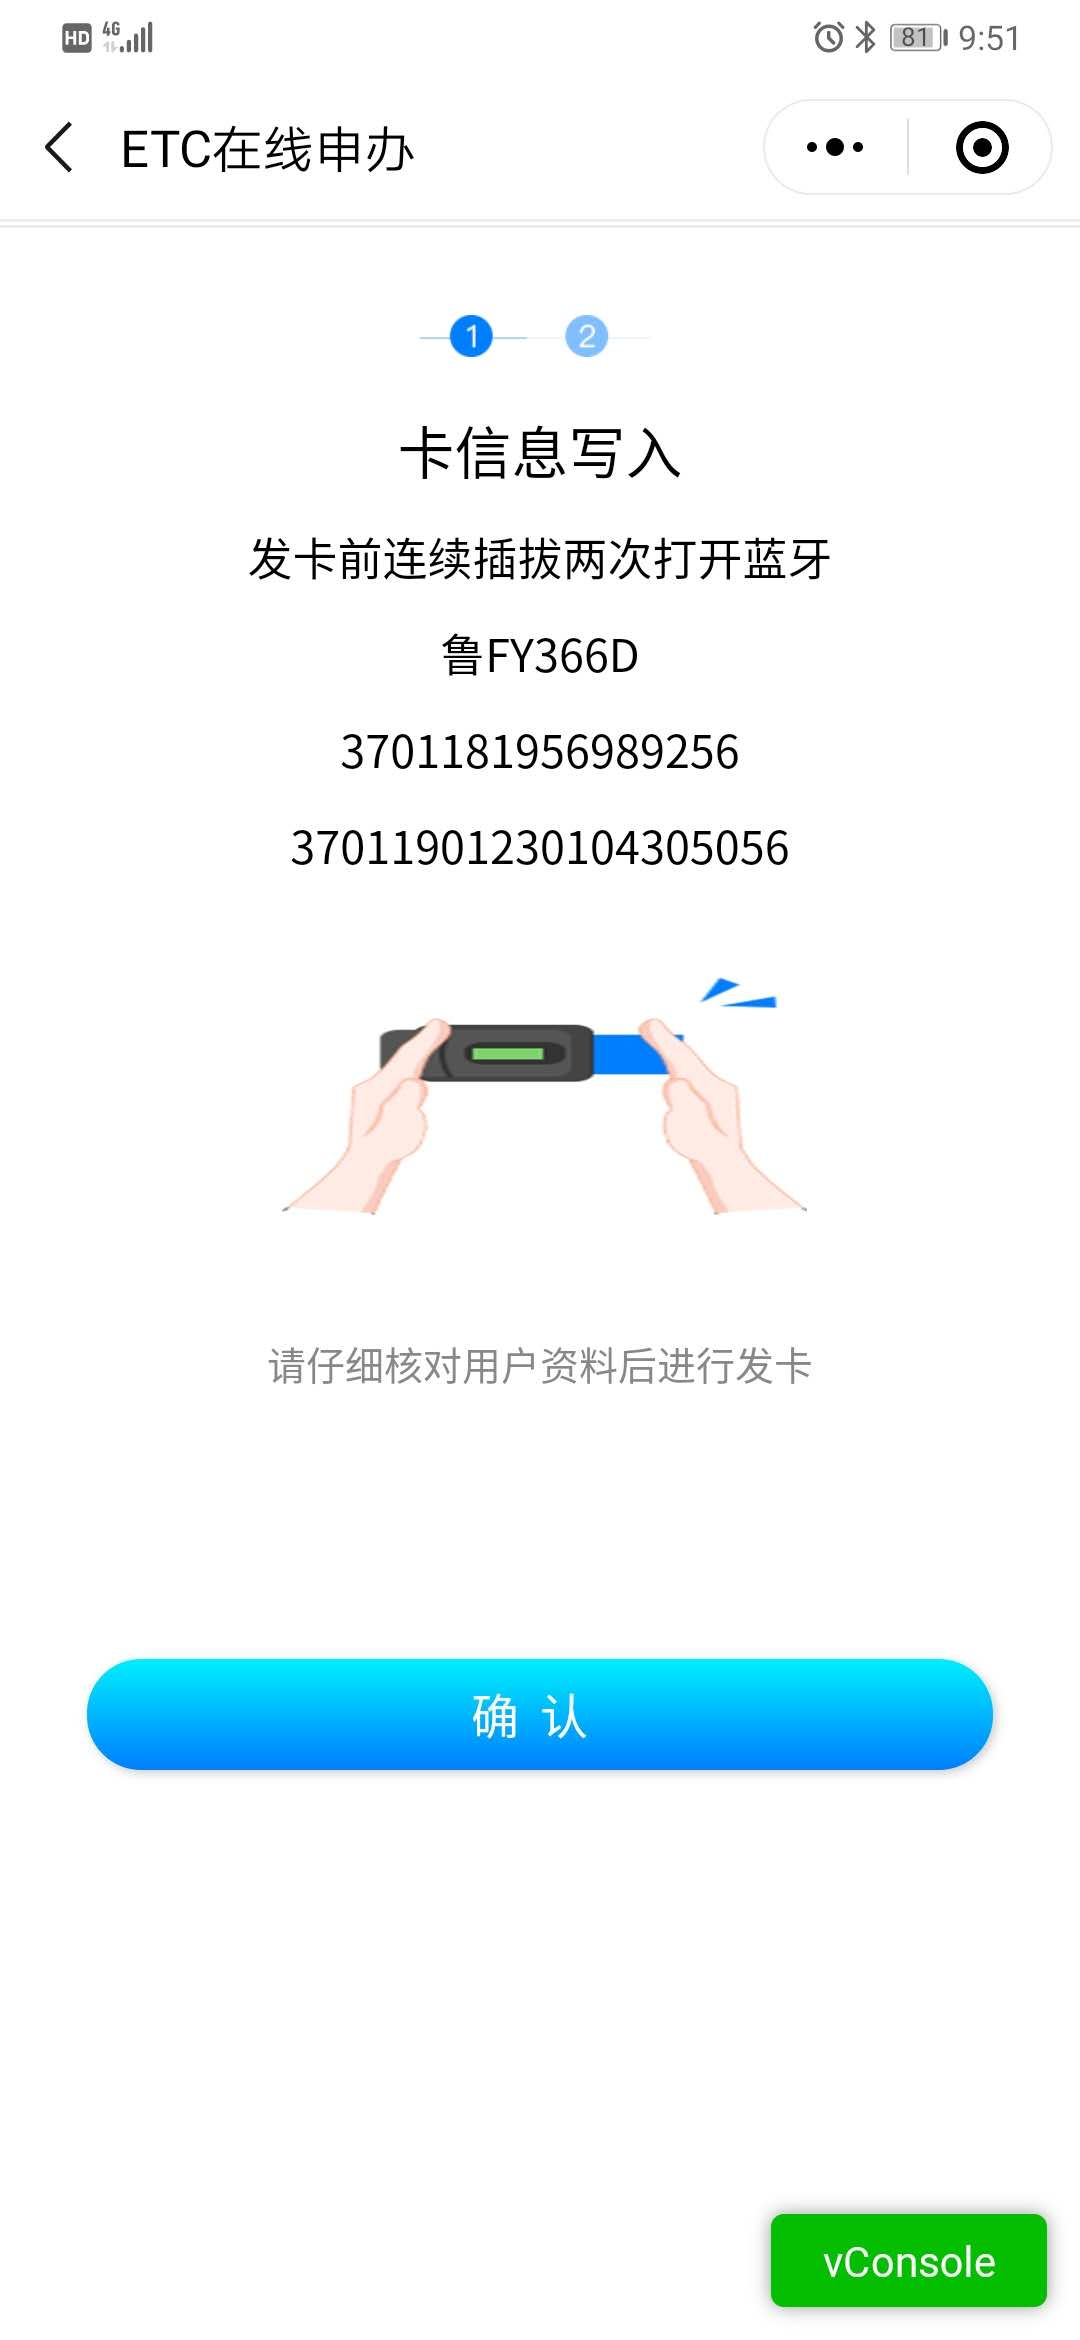 HD 4G 81 9:51
ETC在线申办
1 2
卡信息写入
发卡前连续插拔两次打开蓝牙
鲁FY366D
3701181956989256
37011901230104305056
请仔细核对用户资料后进行发卡
确 认
vConsole